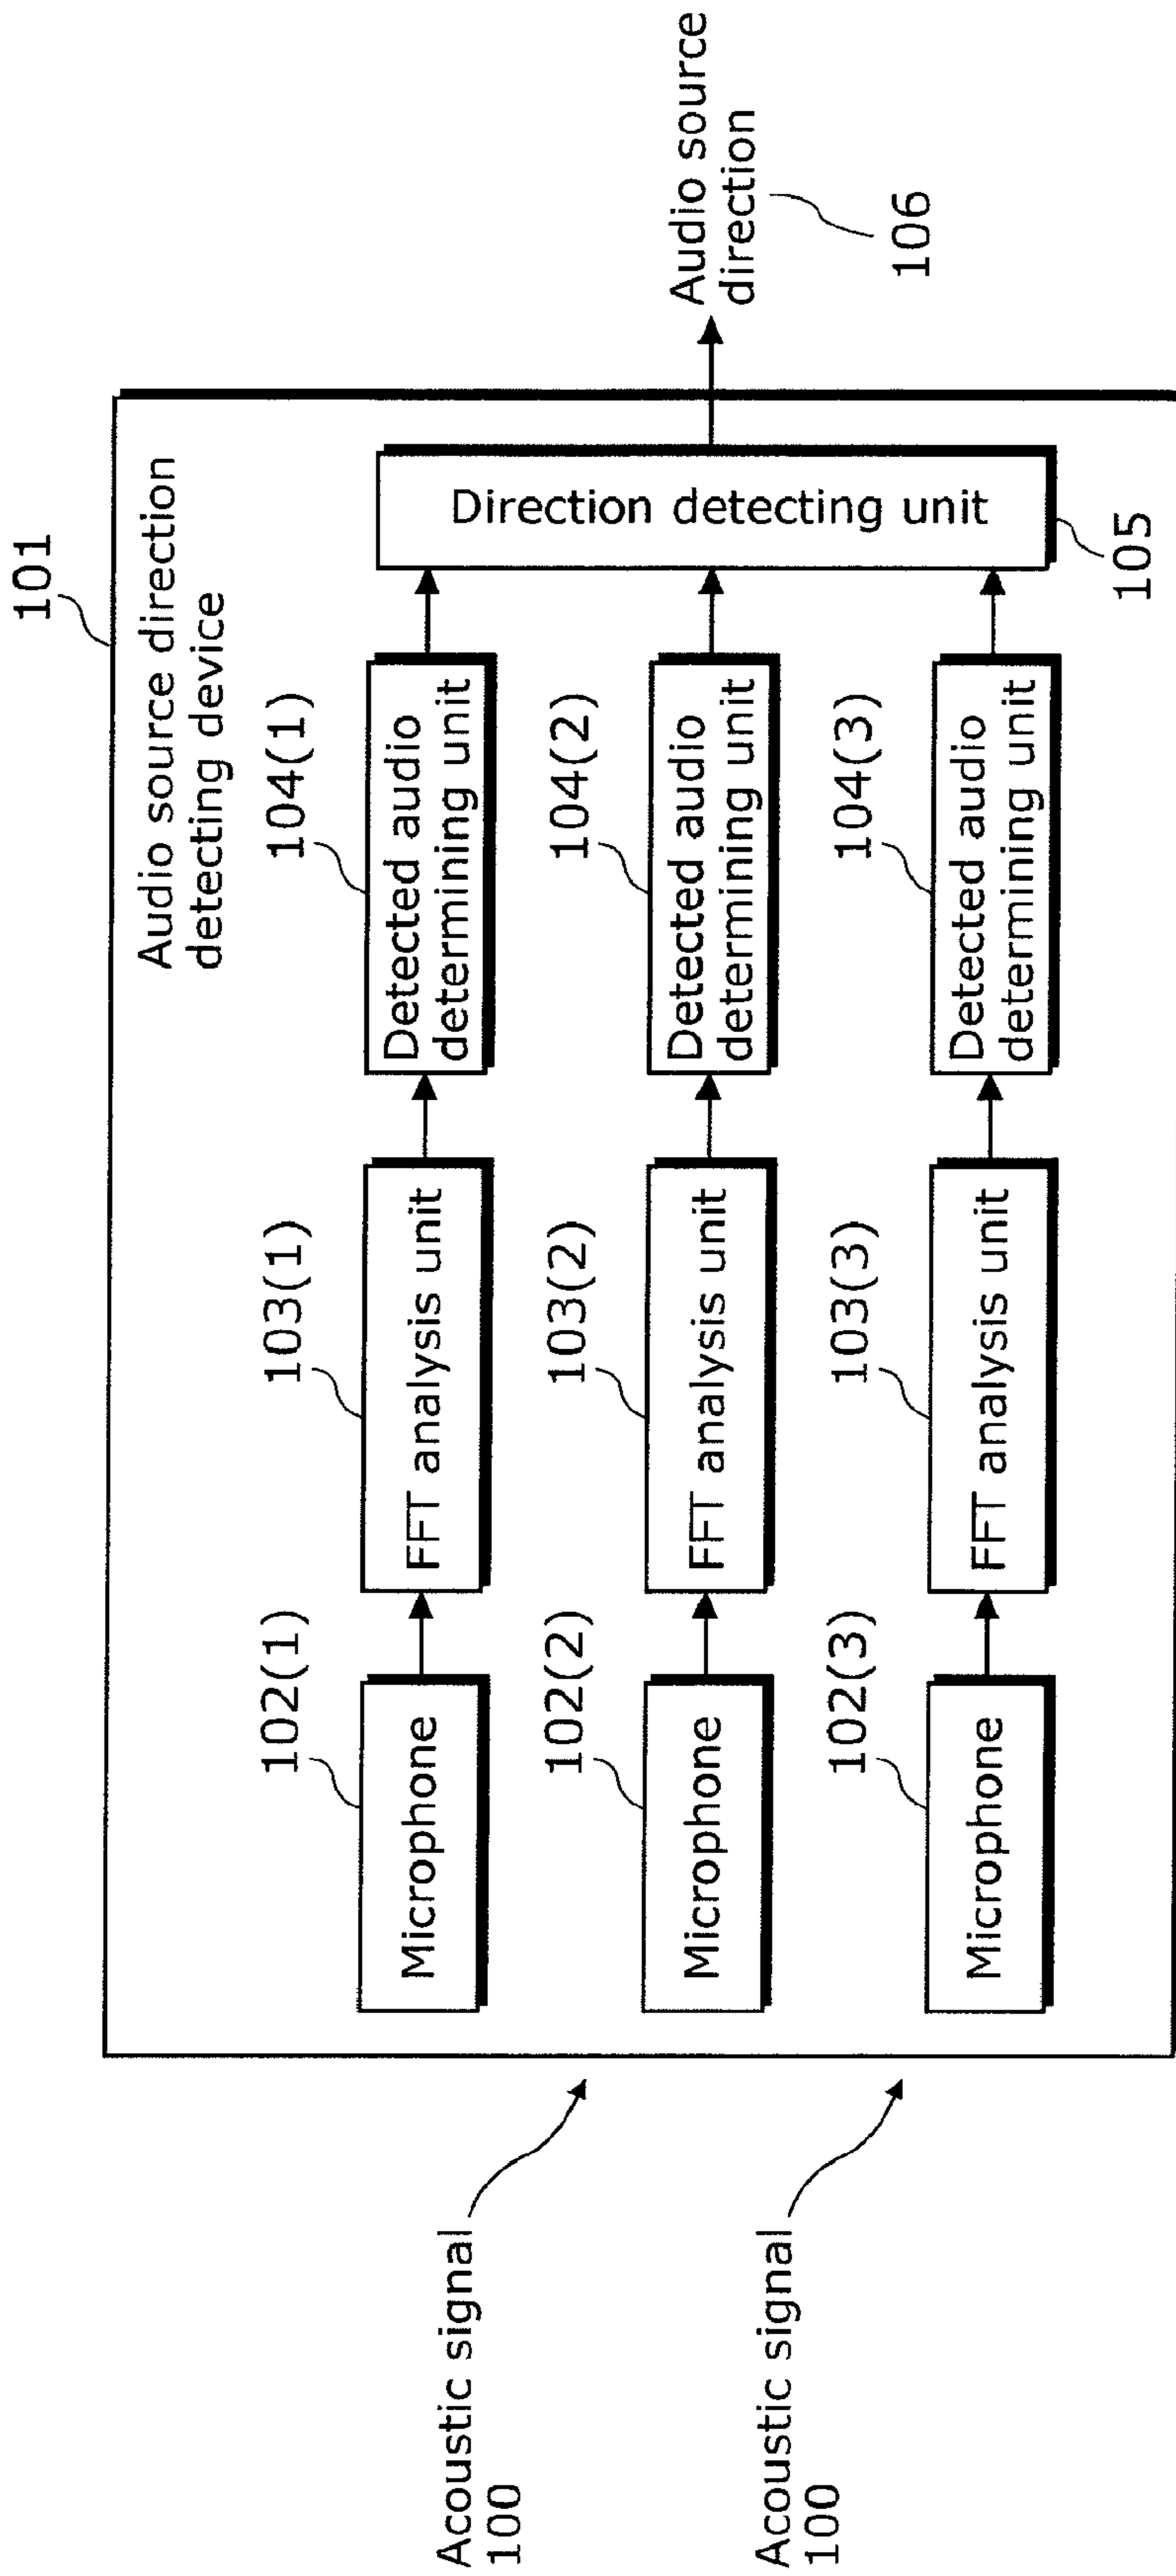 101
Audio source direction
detecting device
102(1)
103(1)
104(1)
Microphone
FFT analysis unit
Detected audio
determining unit
102(2)
103(2)
104(2)
Microphone
FFT analysis unit
Detected audio
determining unit
102(3)
103(3)
104(3)
Microphone
FFT analysis unit
Detected audio
determining unit
Direction detecting unit
105
Audio source
direction
106
Acoustic signal
100
Acoustic signal
100